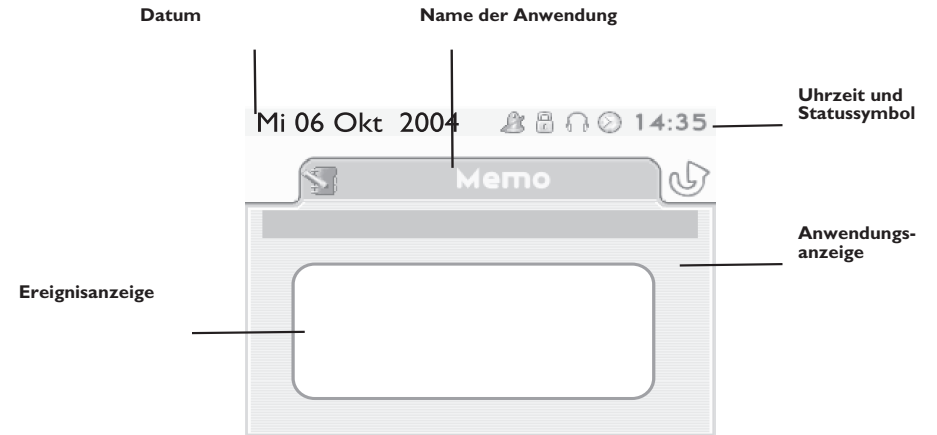 Datum
Name der Anwendung
Uhrzeit und
Statussymbol
Mi 06 Okt 2004
14:35
Memo
Anwendungs-
anzeige
Ereignisanzeige